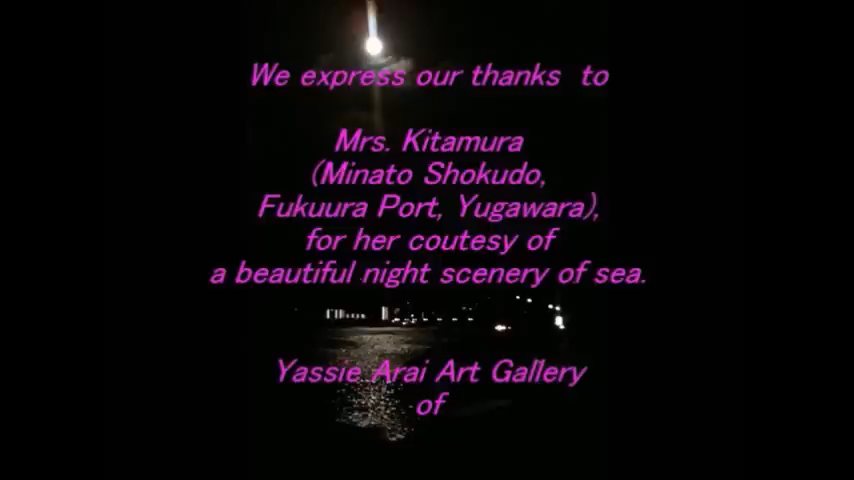 We express our thanks to
Mrs. Kitamura
(Minato Shokudo,
Fukuura Port, Yugawara),
for her coutesy of
a beautiful night scenery of sea.
Yassie Arai Art Gallery
of